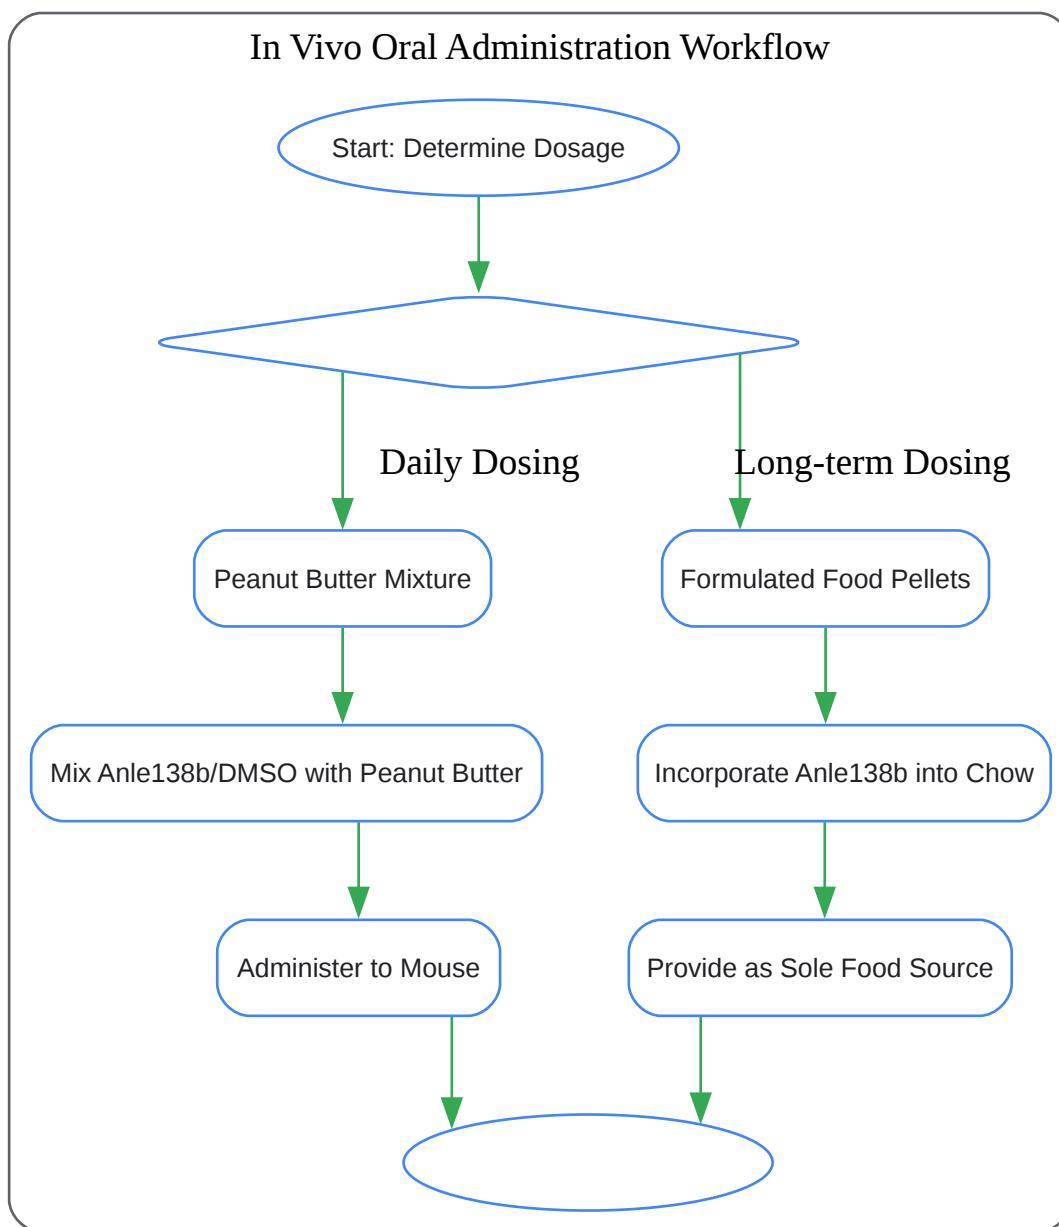 In Vivo Oral Administration Workflow
Start: Determine Dosage
Daily Dosing
Long-term Dosing
Peanut Butter Mixture
Formulated Food Pellets
Mix Anle138b/DMSO with Peanut Butter
Incorporate Anle138b into Chow
Administer to Mouse
Provide as Sole Food Source